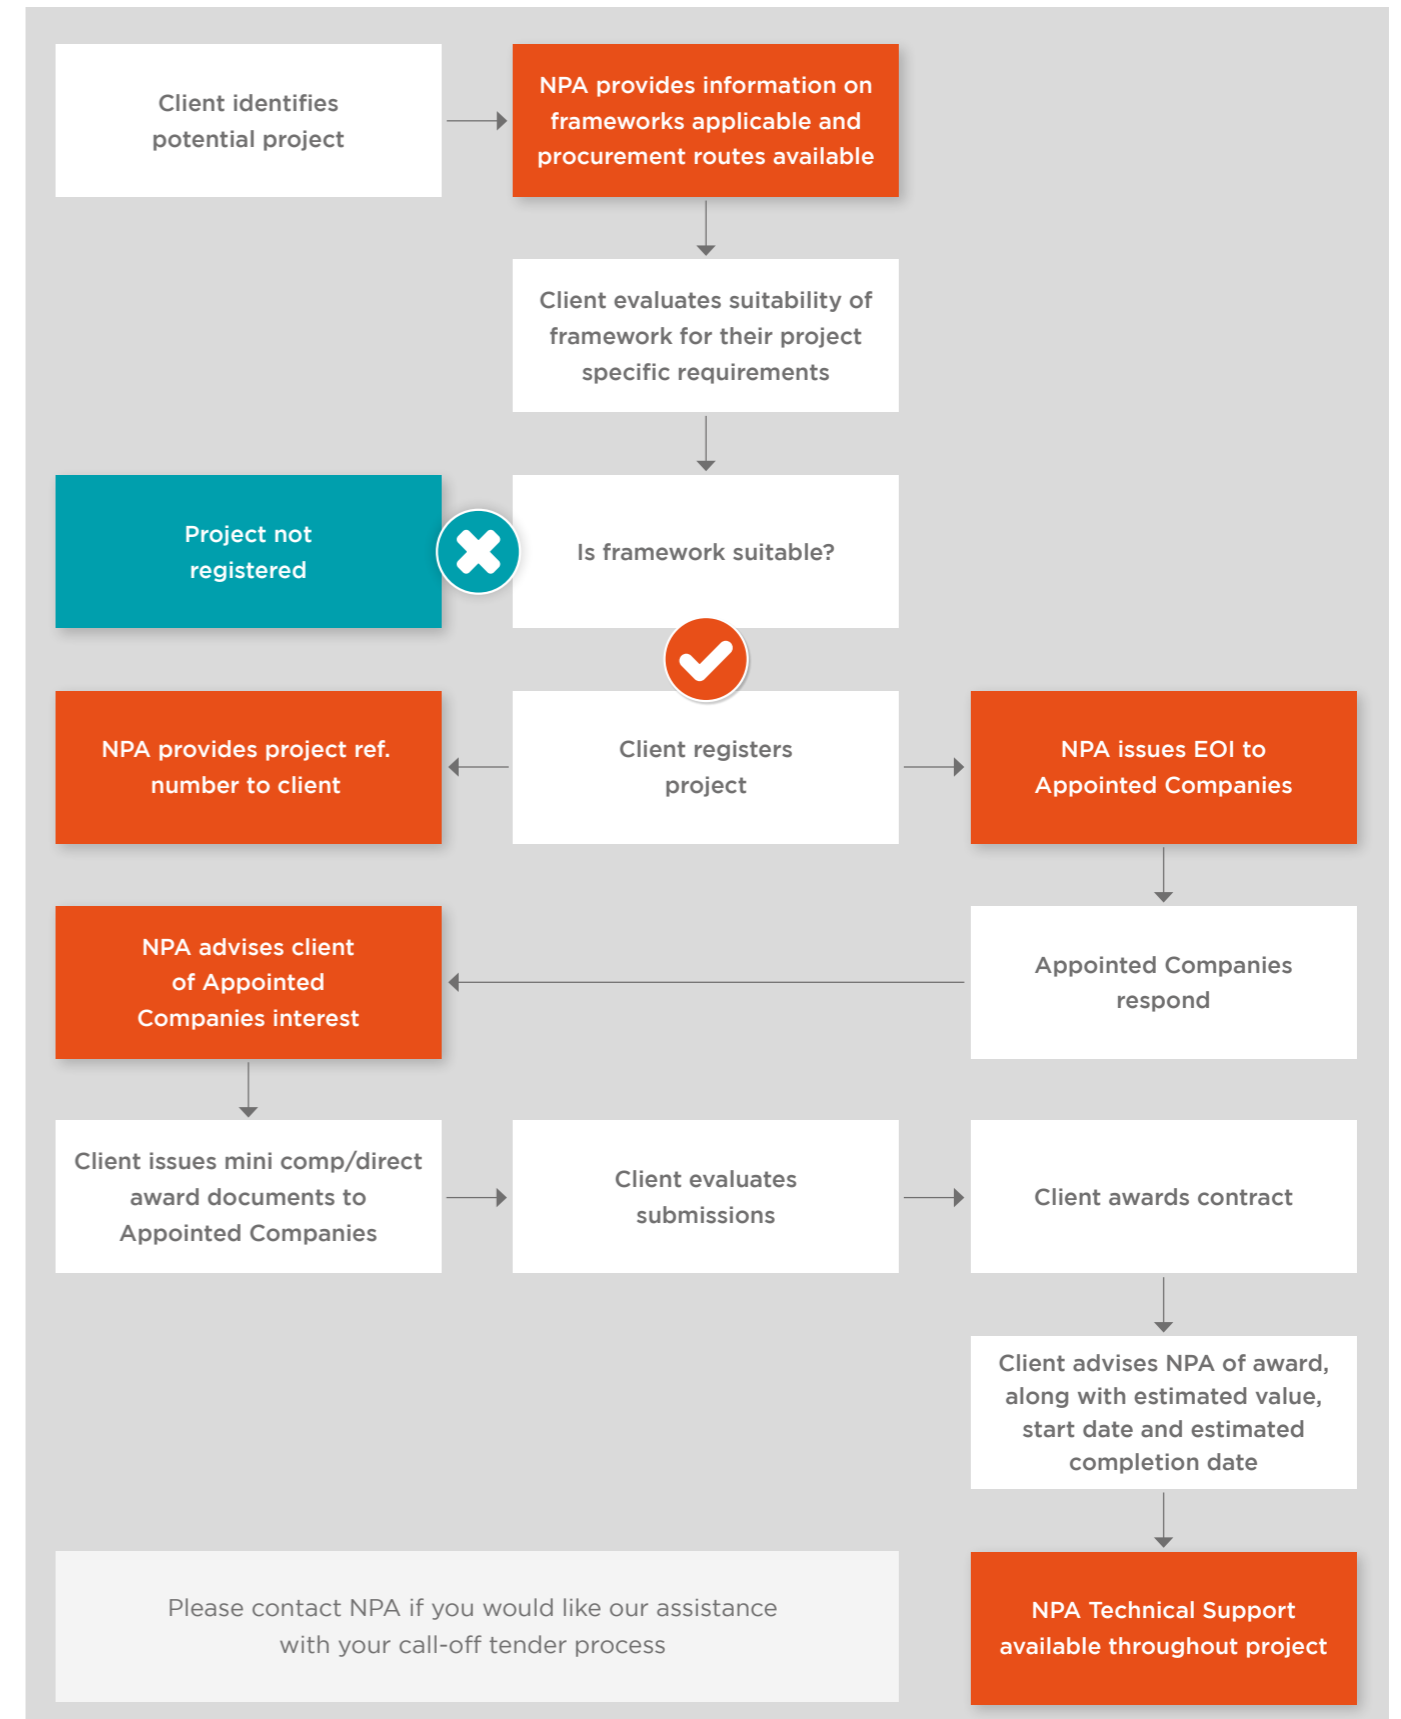 Client identifies
potential project
NPA provides information on
frameworks applicable and
procurement routes available
Client evaluates suitability of
framework for their project
specific requirements
Project not
registered
Is framework suitable?
NPA provides project ref.
number to client
Client registers
project
NPA issues EOI to
Appointed Companies
NPA advises client
of Appointed
Companies interest
Appointed Companies
respond
Client issues mini comp/direct
award documents to
Appointed Companies
Client evaluates
submissions
Client awards contract
Client advises NPA of award,
along with estimated value,
start date and estimated
completion date
Please contact NPA if you would like our assistance
with your call-off tender process
NPA Technical Support
available throughout project